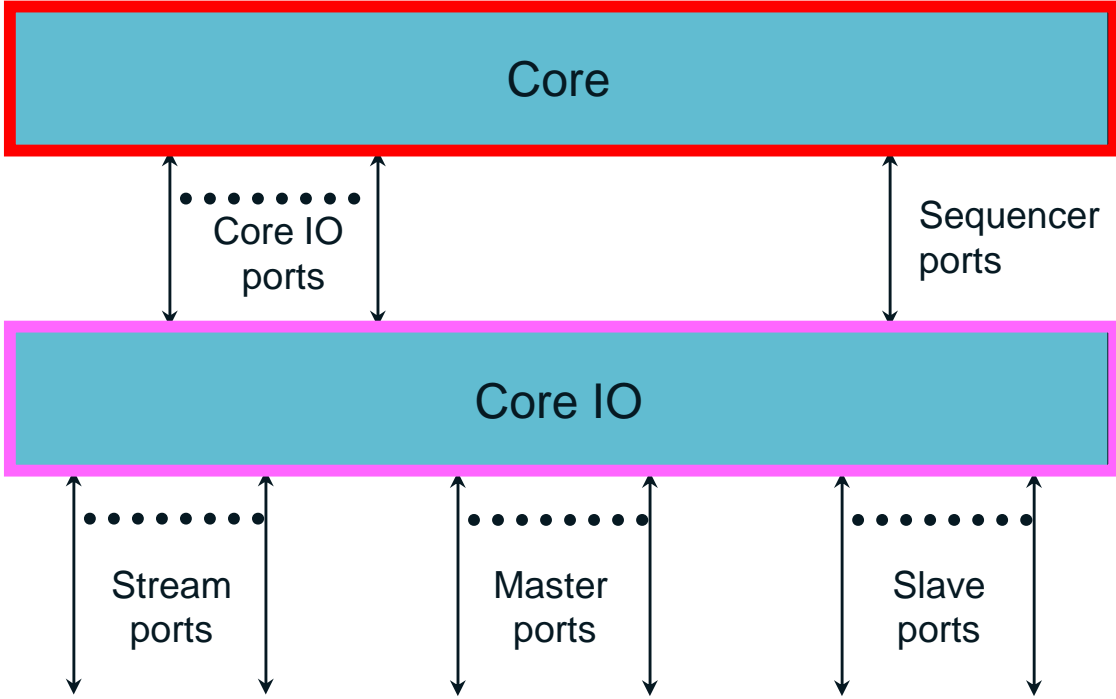 Core
Core IO
ports
Sequencer
ports
Core IO
Stream
ports
Master
ports
Slave
ports